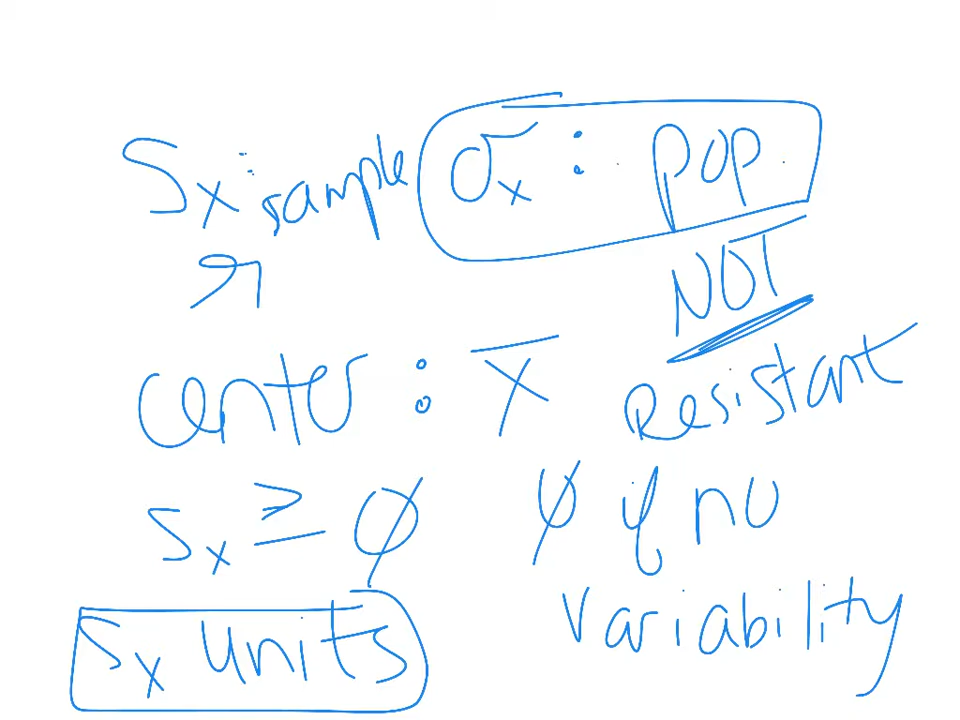 Sx : sample σx : pop
NOT
center : x̄ Resistant
Sx ≥ 0 0 if no
variability
Sx units